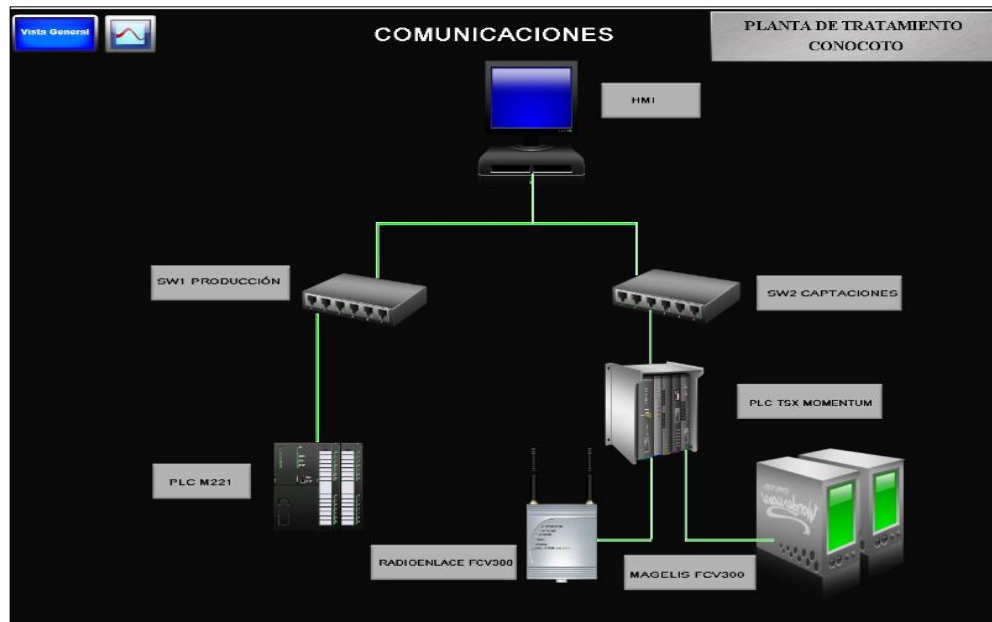 Vista General
COMUNICACIONES
PLANTA DE TRATAMIENTO
CONOCOTO
HMI
SW1 PRODUCCIÓN
SW2 CAPTACIONES
PLC TSX MOMENTUM
PLC M221
RADIOENLACE FCV300
MAGELIS FCV300